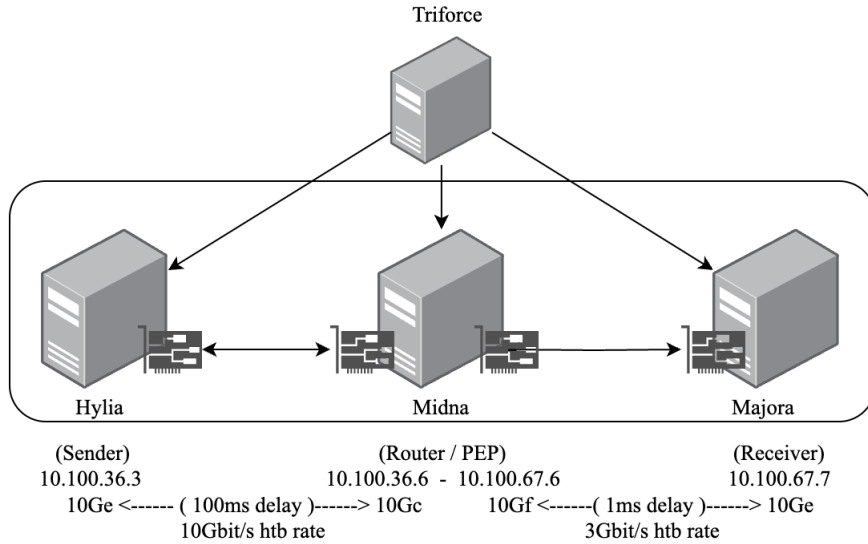 Triforce
Hylia Midna Majora
(Sender) (Router / PEP) (Receiver)
10.100.36.3 10.100.36.6 - 10.100.67.6 10.100.67.7
10Ge <------ ( 100ms delay )------> 10Gc 10Gf <------ ( 1ms delay )------> 10Ge
10Gbit/s htb rate 3Gbit/s htb rate